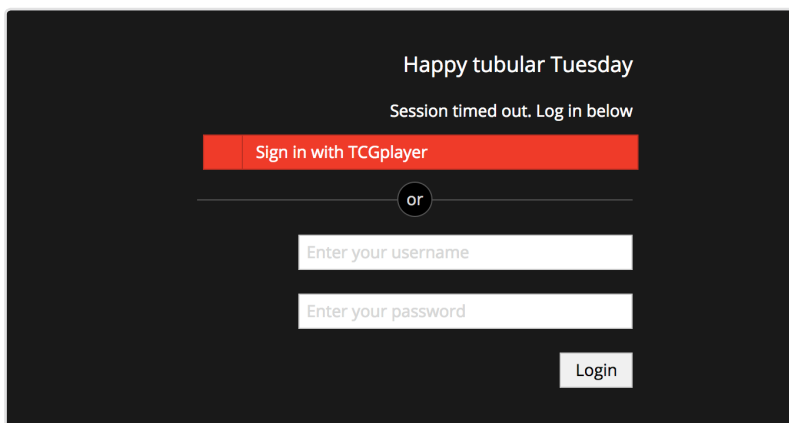 Happy tubular Tuesday
Session timed out. Log in below
Sign in with TCGplayer
or
Enter your username
Enter your password
Login